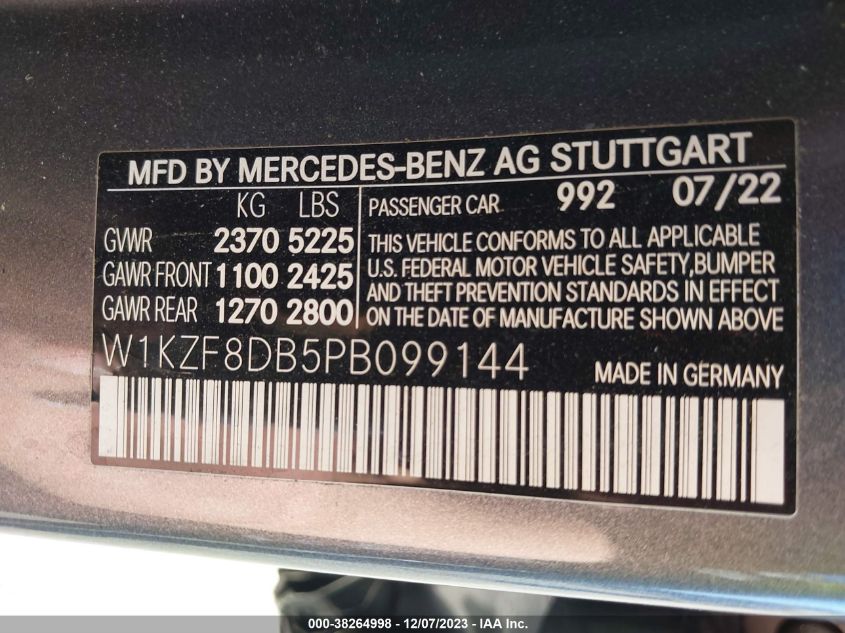 MFD BY MERCEDES-BENZ AG STUTTGART
KG LBS PASSENGER CAR 992 07/22
GVWR 2370 5225
GAWR FRONT 1100 2425
GAWR REAR 1270 2800
THIS VEHICLE CONFORMS TO ALL APPLICABLE
U.S. FEDERAL MOTOR VEHICLE SAFETY,BUMPER
AND THEFT PREVENTION STANDARDS IN EFFECT
ON THE DATE OF MANUFACTURE SHOWN ABOVE
W1KZF8DB5PB099144 MADE IN GERMANY
000-38264998 - 12/07/2023 - IAA, Inc.